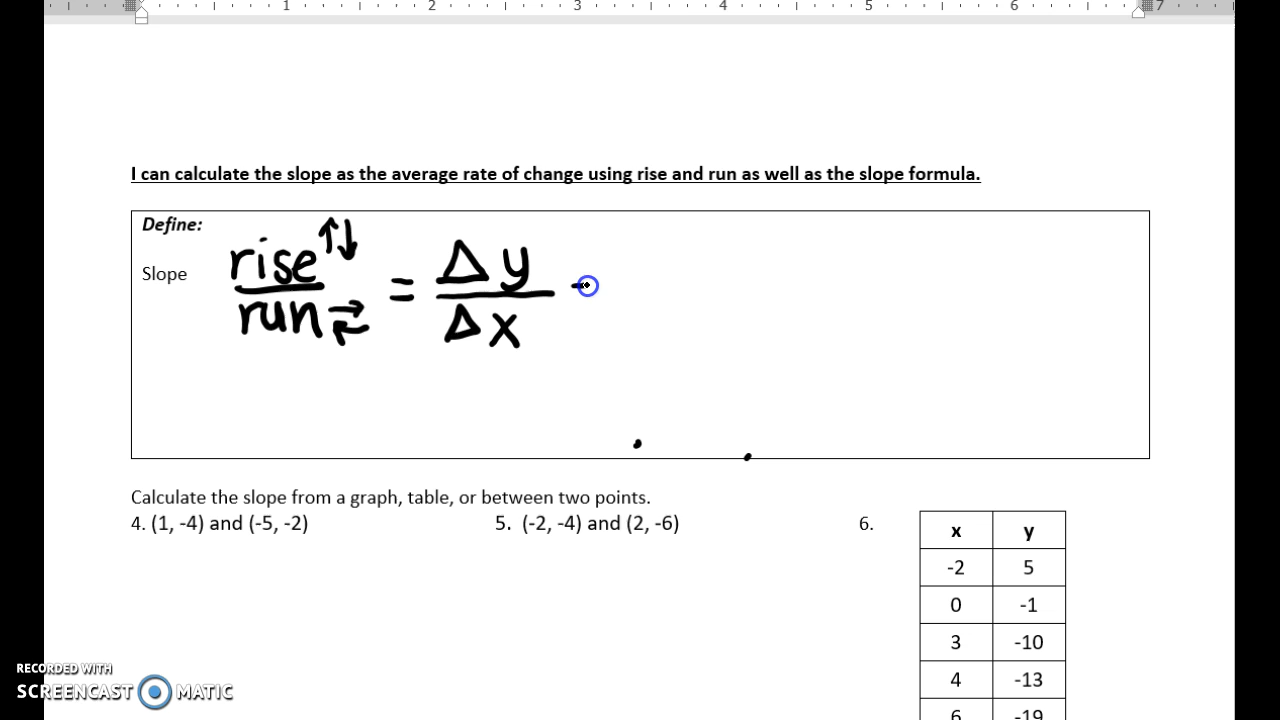 1 2 3 4 5 6 7
I can calculate the slope as the average rate of change using rise and run as well as the slope formula.
Define:
Slope rise↑↓ / run⇄ = Δy / Δx -
Calculate the slope from a graph, table, or between two points.
4. (1, -4) and (-5, -2) 5. (-2, -4) and (2, -6) 6.
x y
-2 5
0 -1
3 -10
4 -13
6 -19
RECORDED WITH
SCREENCAST MATIC